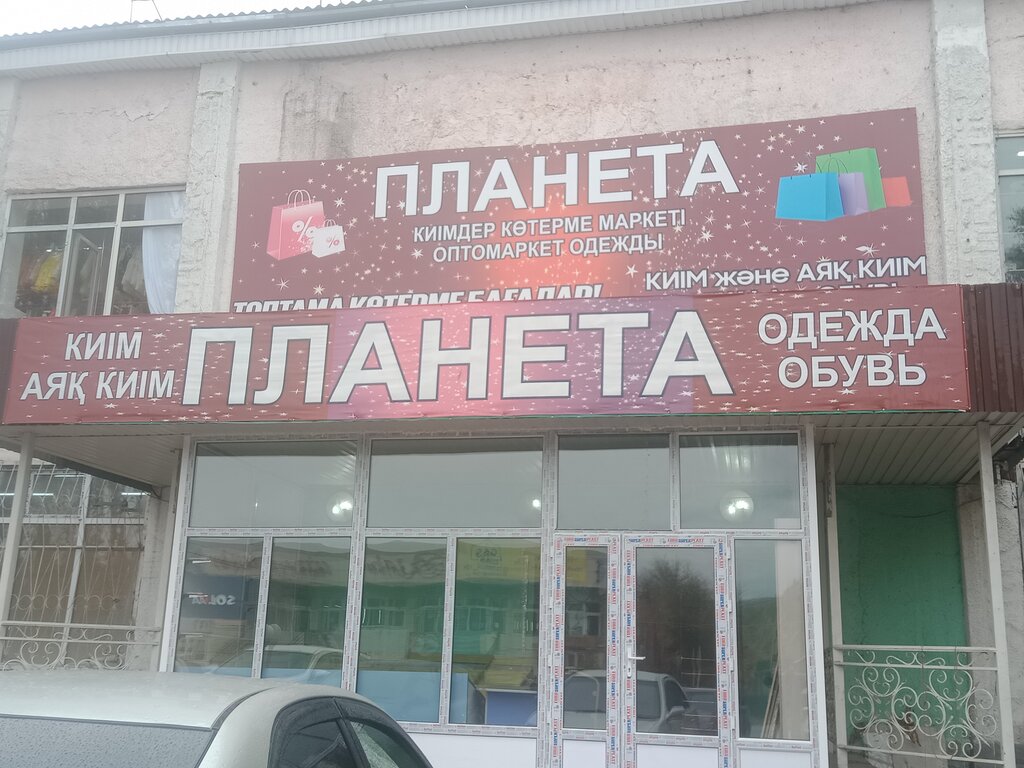 ПЛАНЕТА
КИІМДЕР КӨТЕРМЕ МАРКЕТІ
ОПТОМАРКЕТ ОДЕЖДЫ
ТОПТАМА КӨТЕРМЕ БАҒАЛАРЫ
КИІМ және АЯҚ КИІМ
КИІМ
АЯҚ КИІМ
ПЛАНЕТА
ОДЕЖДА
ОБУВЬ